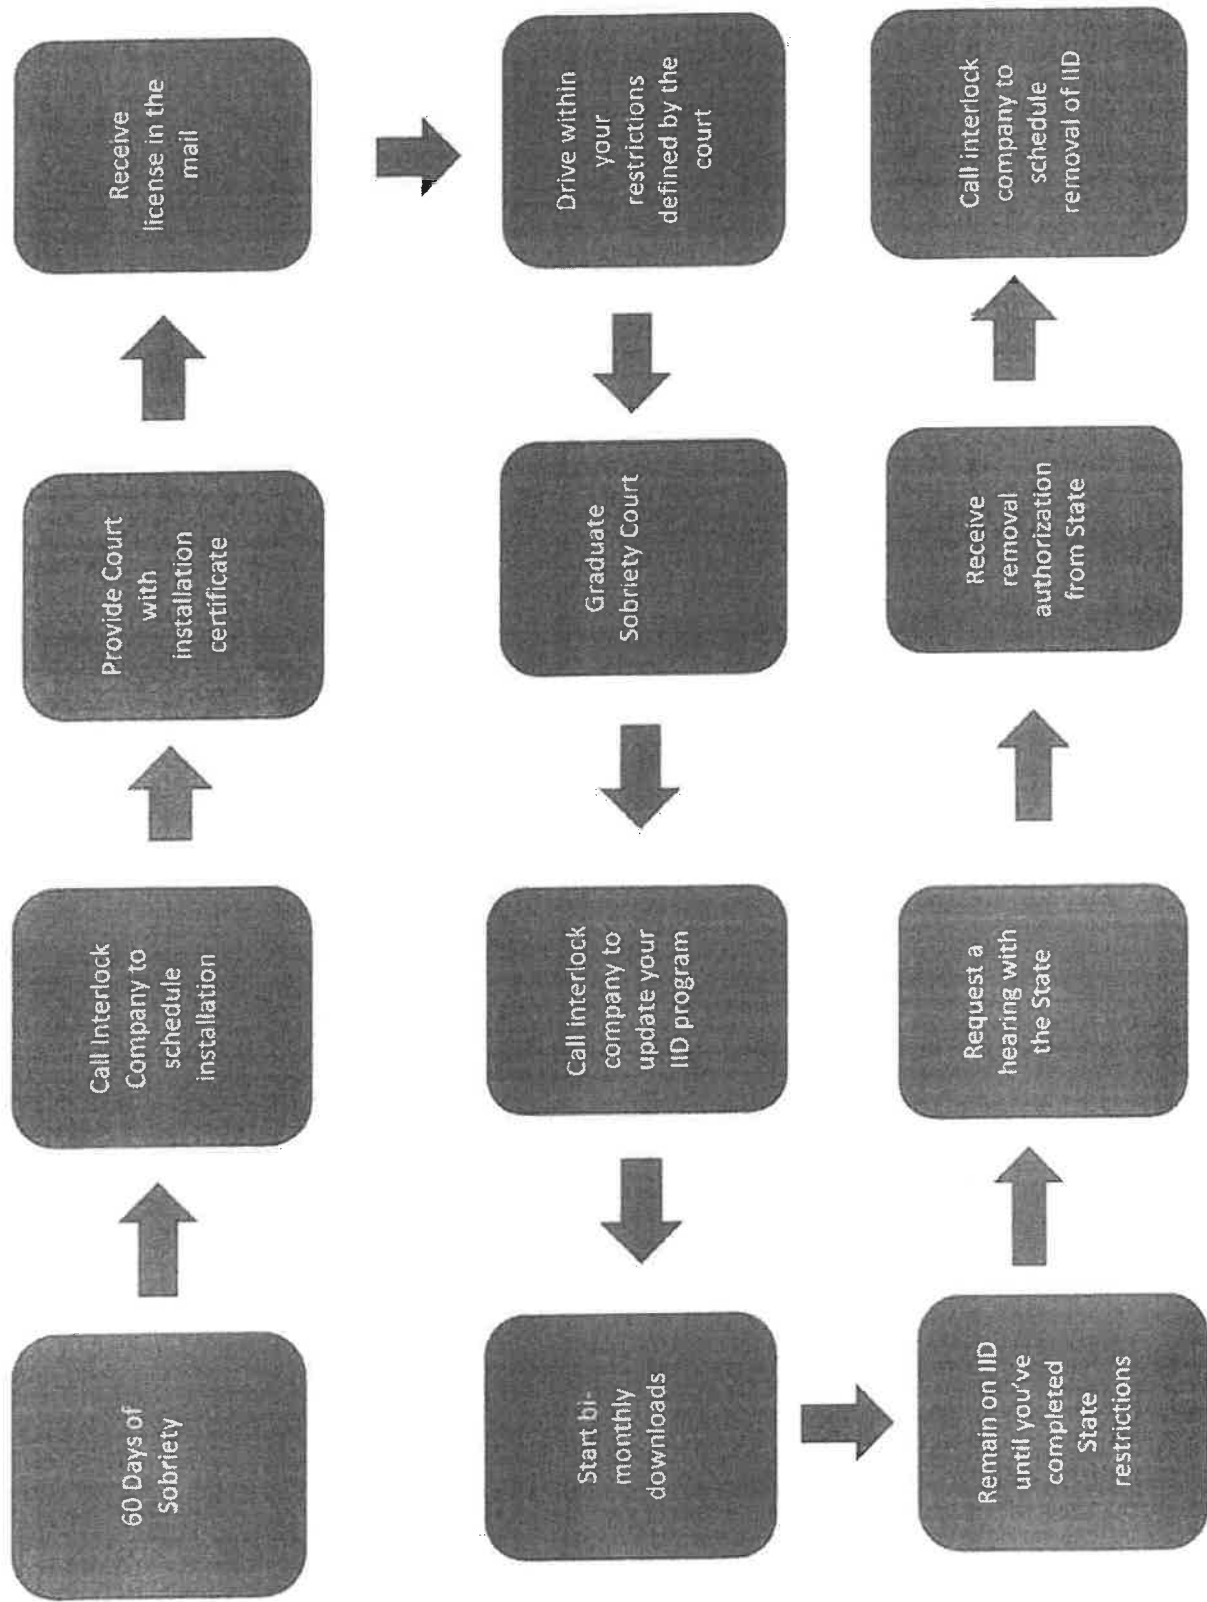 60 Days of
Sobriety
Call Interlock
Company to
schedule
installation
Provide Court
with
installation
certificate
Receive
license in the
mail
Drive within
your
restrictions
defined by the
court
Graduate
Sobriety Court
Call interlock
company to
update your
IID program
Start bi-
monthly
downloads
Remain on IID
until you've
completed
State
restrictions
Request a
hearing with
the State
Receive
removal
authorization
from State
Call interlock
company to
schedule
removal of IID